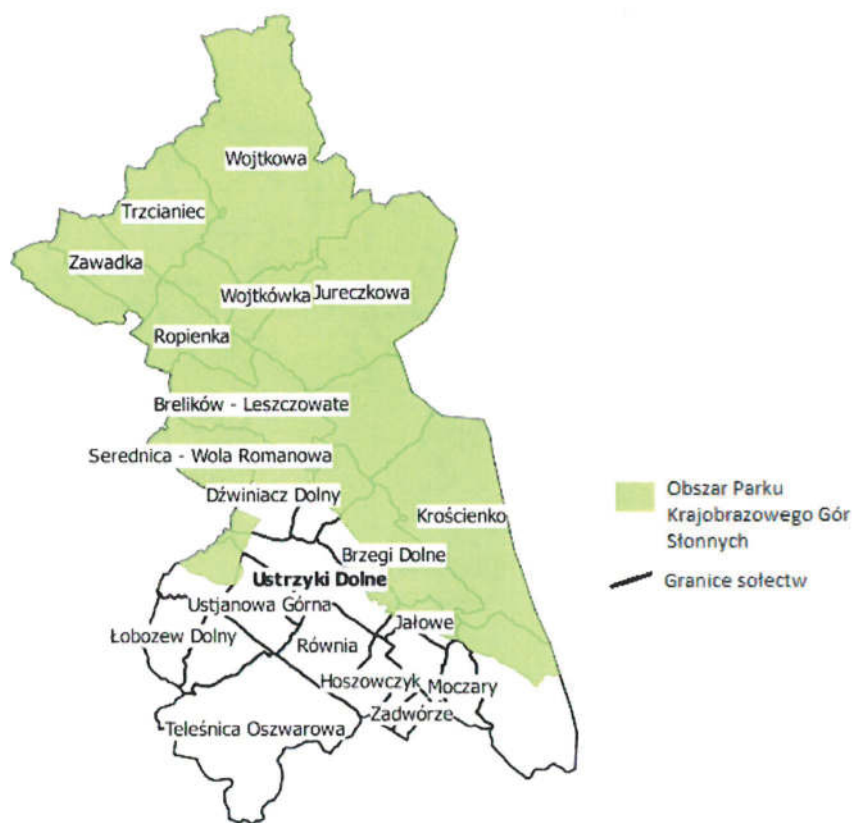 Wojtkowa
Trzcianiec
Zawadka
Wojtkówka
Jureczkowa
Ropienka
Brelików - Leszczowate
Serednica - Wola Romanowa
Dźwiniacz Dolny
Krościenko
Brzegi Dolne
Ustrzyki Dolne
Ustjanowa Górna
Jałowe
Łobozew Dolny
Równia
Hoszowczyk
Moczary
Zadwórze
Teleśnica Oszwarowa
Obszar Parku
Krajobrazowego Gór
Słonnych
Granice sołectw